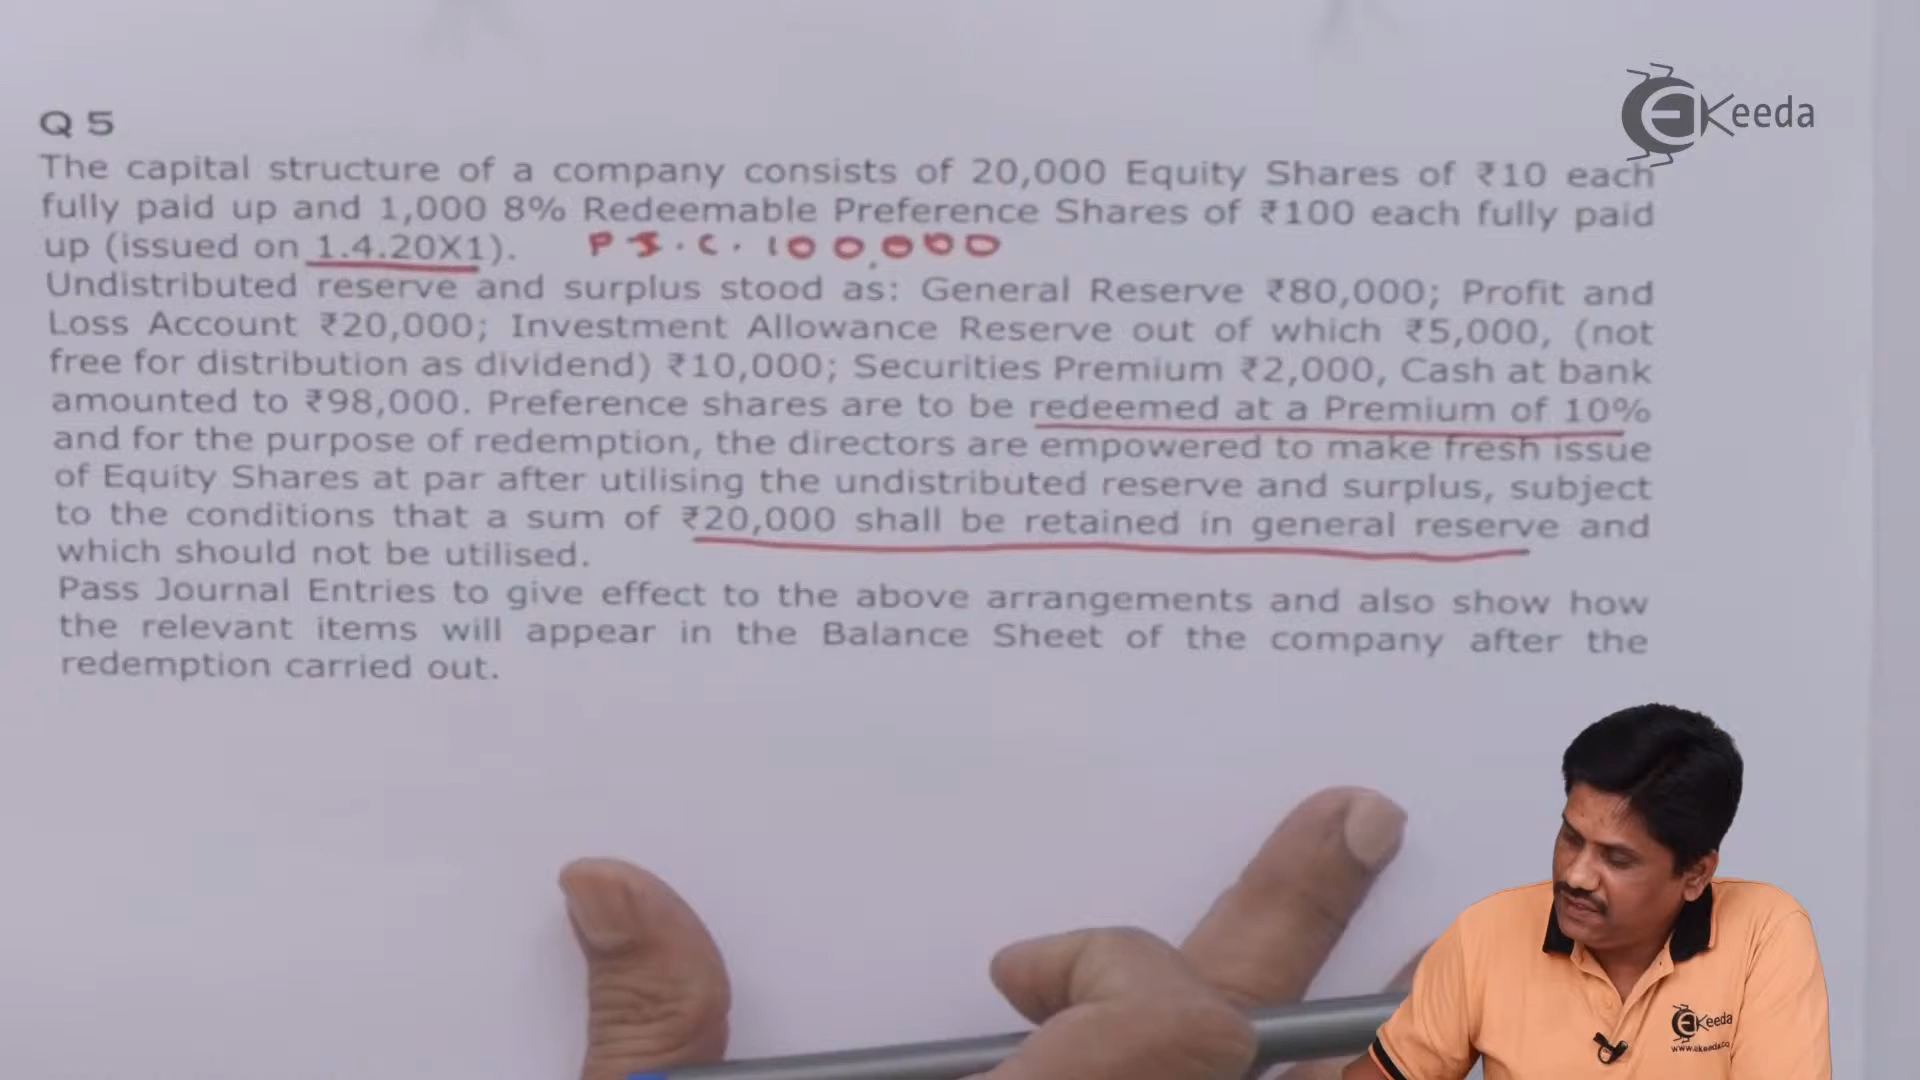 Keeda
Q 5
The capital structure of a company consists of 20,000 Equity Shares of ₹10 each
fully paid up and 1,000 8% Redeemable Preference Shares of ₹100 each fully paid
up (issued on 1.4.20X1). P S.C. 100,000
Undistributed reserve and surplus stood as: General Reserve ₹80,000; Profit and
Loss Account ₹20,000; Investment Allowance Reserve out of which ₹5,000, (not
free for distribution as dividend) ₹10,000; Securities Premium ₹2,000, Cash at bank
amounted to ₹98,000. Preference shares are to be redeemed at a Premium of 10%
and for the purpose of redemption, the directors are empowered to make fresh issue
of Equity Shares at par after utilising the undistributed reserve and surplus, subject
to the conditions that a sum of ₹20,000 shall be retained in general reserve and
which should not be utilised.
Pass Journal Entries to give effect to the above arrangements and also show how
the relevant items will appear in the Balance Sheet of the company after the
redemption carried out.
Keeda